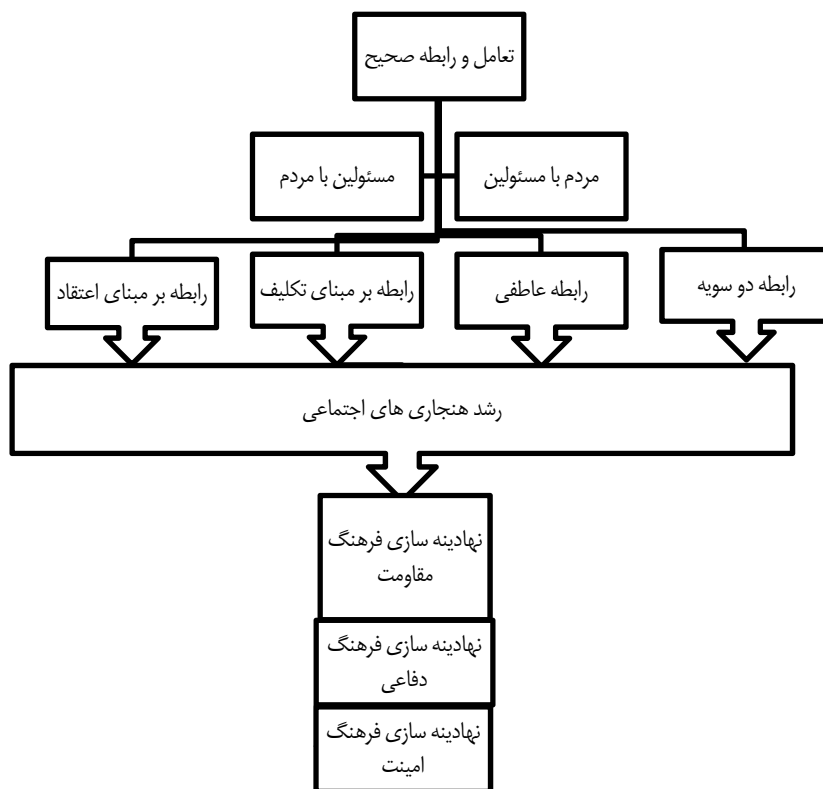 تعامل و رابطه صحیح
مردم با مسئولین
مسئولین با مردم
رابطه دو سویه
رابطه عاطفی
رابطه بر مبنای تکلیف
رابطه بر مبنای اعتقاد
رشد هنجاری های اجتماعی
نهادینه سازی فرهنگ
مقاومت
نهادینه سازی فرهنگ
دفاعی
نهادینه سازی فرهنگ
امینت